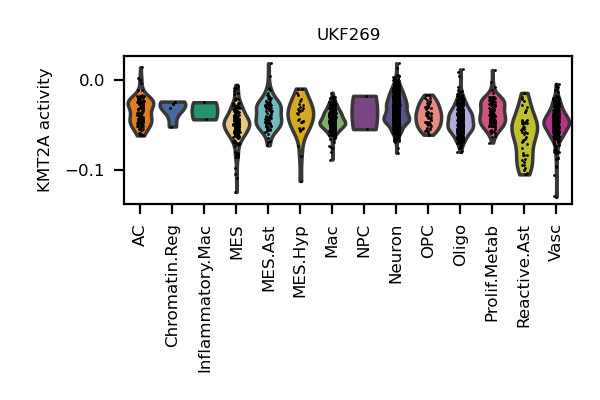 UKF269
KMT2A activity
0.0
−0.1
AC
Chromatin.Reg
Inflammatory.Mac
MES
MES.Ast
MES.Hyp
Mac
NPC
Neuron
OPC
Oligo
Prolif.Metab
Reactive.Ast
Vasc